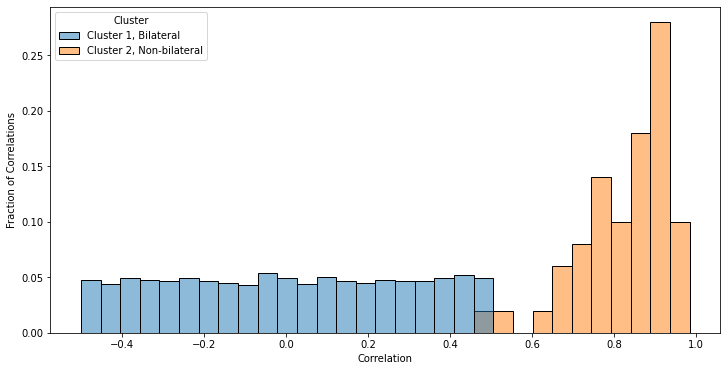 Cluster
Cluster 1, Bilateral
Cluster 2, Non-bilateral
Fraction of Correlations
0.25
0.20
0.15
0.10
0.05
0.00
−0.4 −0.2 0.0 0.2 0.4 0.6 0.8 1.0
Correlation